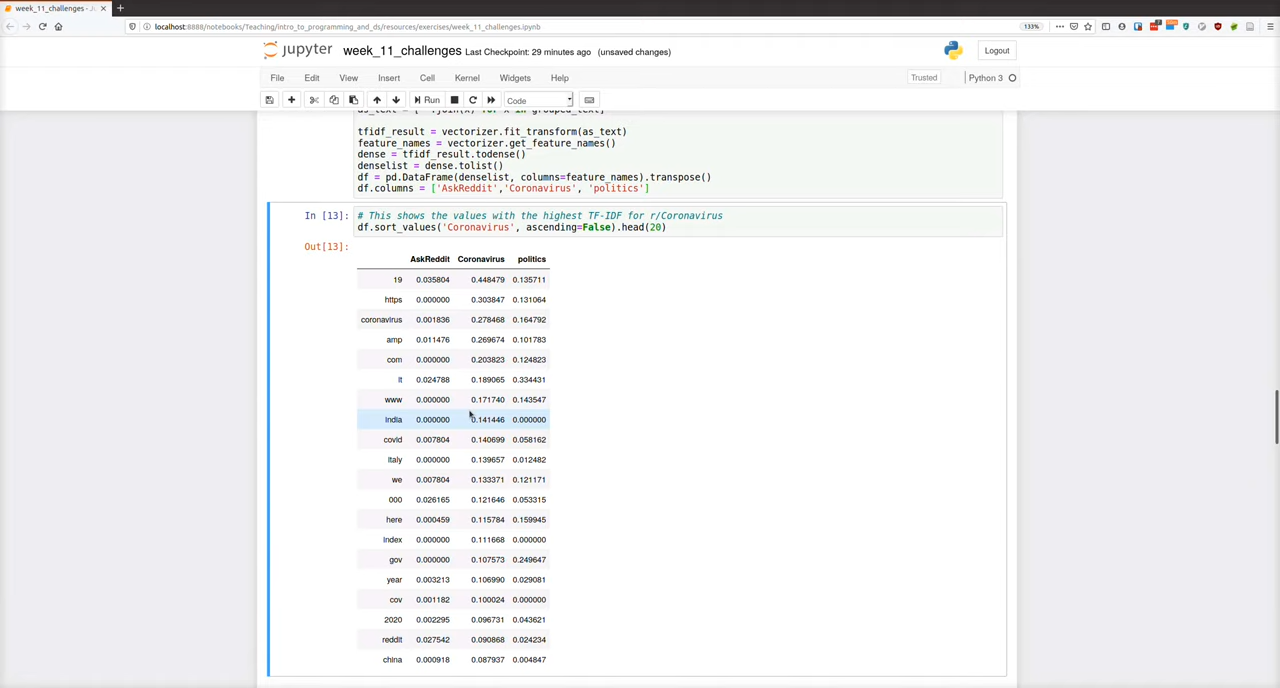 week_11_challenges - Ju
localhost:8888/notebooks/Teaching/intro_to_programming_and_ds/resources/exercises/week_11_challenges.ipynb
133%
jupyter week_11_challenges Last Checkpoint: 29 minutes ago (unsaved changes)
Logout
File Edit View Insert Cell Kernel Widgets Help
Trusted Python 3
Run Code
tfidf_result = vectorizer.fit_transform(as_text)
feature_names = vectorizer.get_feature_names()
dense = tfidf_result.todense()
denselist = dense.tolist()
df = pd.DataFrame(denselist, columns=feature_names).transpose()
df.columns = ['AskReddit','Coronavirus', 'politics']
In [13]: # This shows the values with the highest TF-IDF for r/Coronavirus
df.sort_values('Coronavirus', ascending=False).head(20)
Out[13]:
AskReddit Coronavirus politics
19 0.035804 0.448479 0.135711
https 0.000000 0.303847 0.131064
coronavirus 0.001836 0.278468 0.164792
amp 0.011476 0.269674 0.101783
com 0.000000 0.203823 0.124823
it 0.024788 0.189065 0.334431
www 0.000000 0.171740 0.143547
india 0.000000 0.141446 0.000000
covid 0.007804 0.140699 0.058162
italy 0.000000 0.139657 0.012482
we 0.007804 0.133371 0.121171
000 0.026165 0.121646 0.053315
here 0.000459 0.115784 0.159945
index 0.000000 0.111668 0.000000
gov 0.000000 0.107573 0.249647
year 0.003213 0.106990 0.029081
cov 0.001182 0.100024 0.000000
2020 0.002295 0.096731 0.043621
reddit 0.027542 0.090868 0.024234
china 0.000918 0.087937 0.004847